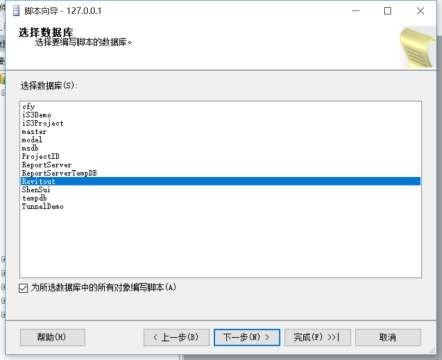 脚本向导 - 127.0.0.1
选择数据库
选择要编写脚本的数据库。
选择数据库(S):
cfy
iS3Demo
iS3Project
master
model
msdb
ProjectID
ReportServer
ReportServerTempDB
Revitout
ShenSui
tempdb
TunnelDemo
为所选数据库中的所有对象编写脚本(A)
帮助(H)
< 上一步(B)
下一步(N) >
完成(F) >>|
取消